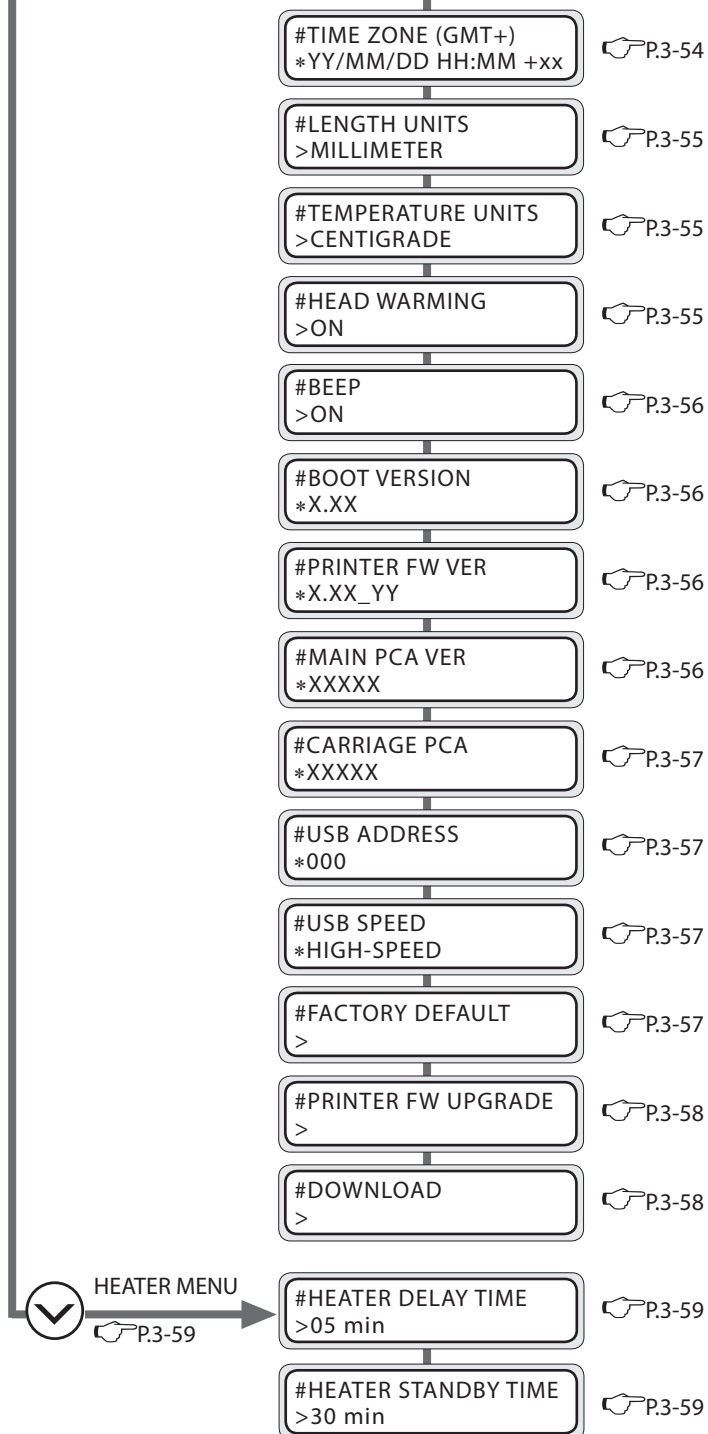 #TIME ZONE (GMT+)
*YY/MM/DD HH:MM +xx
P.3-54
#LENGTH UNITS
>MILLIMETER
P.3-55
#TEMPERATURE UNITS
>CENTIGRADE
P.3-55
#HEAD WARMING
>ON
P.3-55
#BEEP
>ON
P.3-56
#BOOT VERSION
*X.XX
P.3-56
#PRINTER FW VER
*X.XX_YY
P.3-56
#MAIN PCA VER
*XXXXX
P.3-56
#CARRIAGE PCA
*XXXXX
P.3-57
#USB ADDRESS
*000
P.3-57
#USB SPEED
*HIGH-SPEED
P.3-57
#FACTORY DEFAULT
>
P.3-57
#PRINTER FW UPGRADE
>
P.3-58
#DOWNLOAD
>
P.3-58
HEATER MENU
P.3-59
#HEATER DELAY TIME
>05 min
P.3-59
#HEATER STANDBY TIME
>30 min
P.3-59